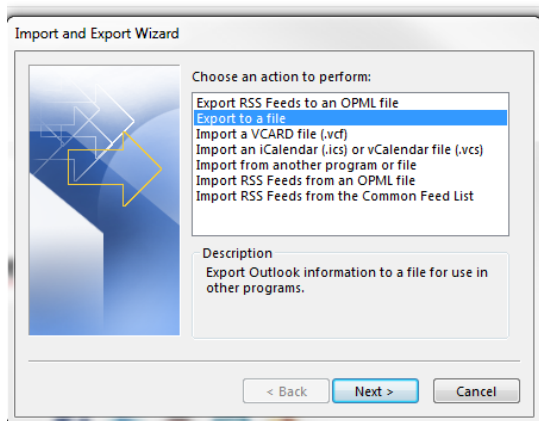 Import and Export Wizard
Choose an action to perform:
Export RSS Feeds to an OPML file
Export to a file
Import a VCARD file (.vcf)
Import an iCalendar (.ics) or vCalendar file (.vcs)
Import from another program or file
Import RSS Feeds from an OPML file
Import RSS Feeds from the Common Feed List
Description
Export Outlook information to a file for use in
other programs.
< Back
Next >
Cancel